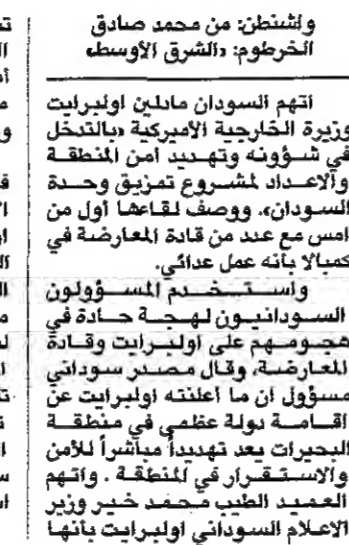 واشنطن: من محمد صادق
الخرطوم: «الشرق الأوسط»
اتهم السودان مادلين اولبرايت
وزيرة الخارجية الأميركية «بالتدخل
في شؤونه وتهديد امن المنطقة
والاعداد لمشروع تمزيق وحدة
السودان». ووصف لقاءها أول من
امس مع عدد من قادة المعارضة في
كمبالا بأنه عمل عدائي.
واستخدم المسؤولون
السودانيون لهجة حادة في
هجومهم على اولبرايت وقادة
المعارضة. وقال مصدر سوداني
مسؤول ان ما أعلنته اولبرايت عن
اقامة دولة عظمى في منطقة
البحيرات يعد تهديداً مباشراً للأمن
والاستقرار في المنطقة . واتهم
العميد الطيب محمد خير وزير
الاعلام السوداني اولبرايت بأنها